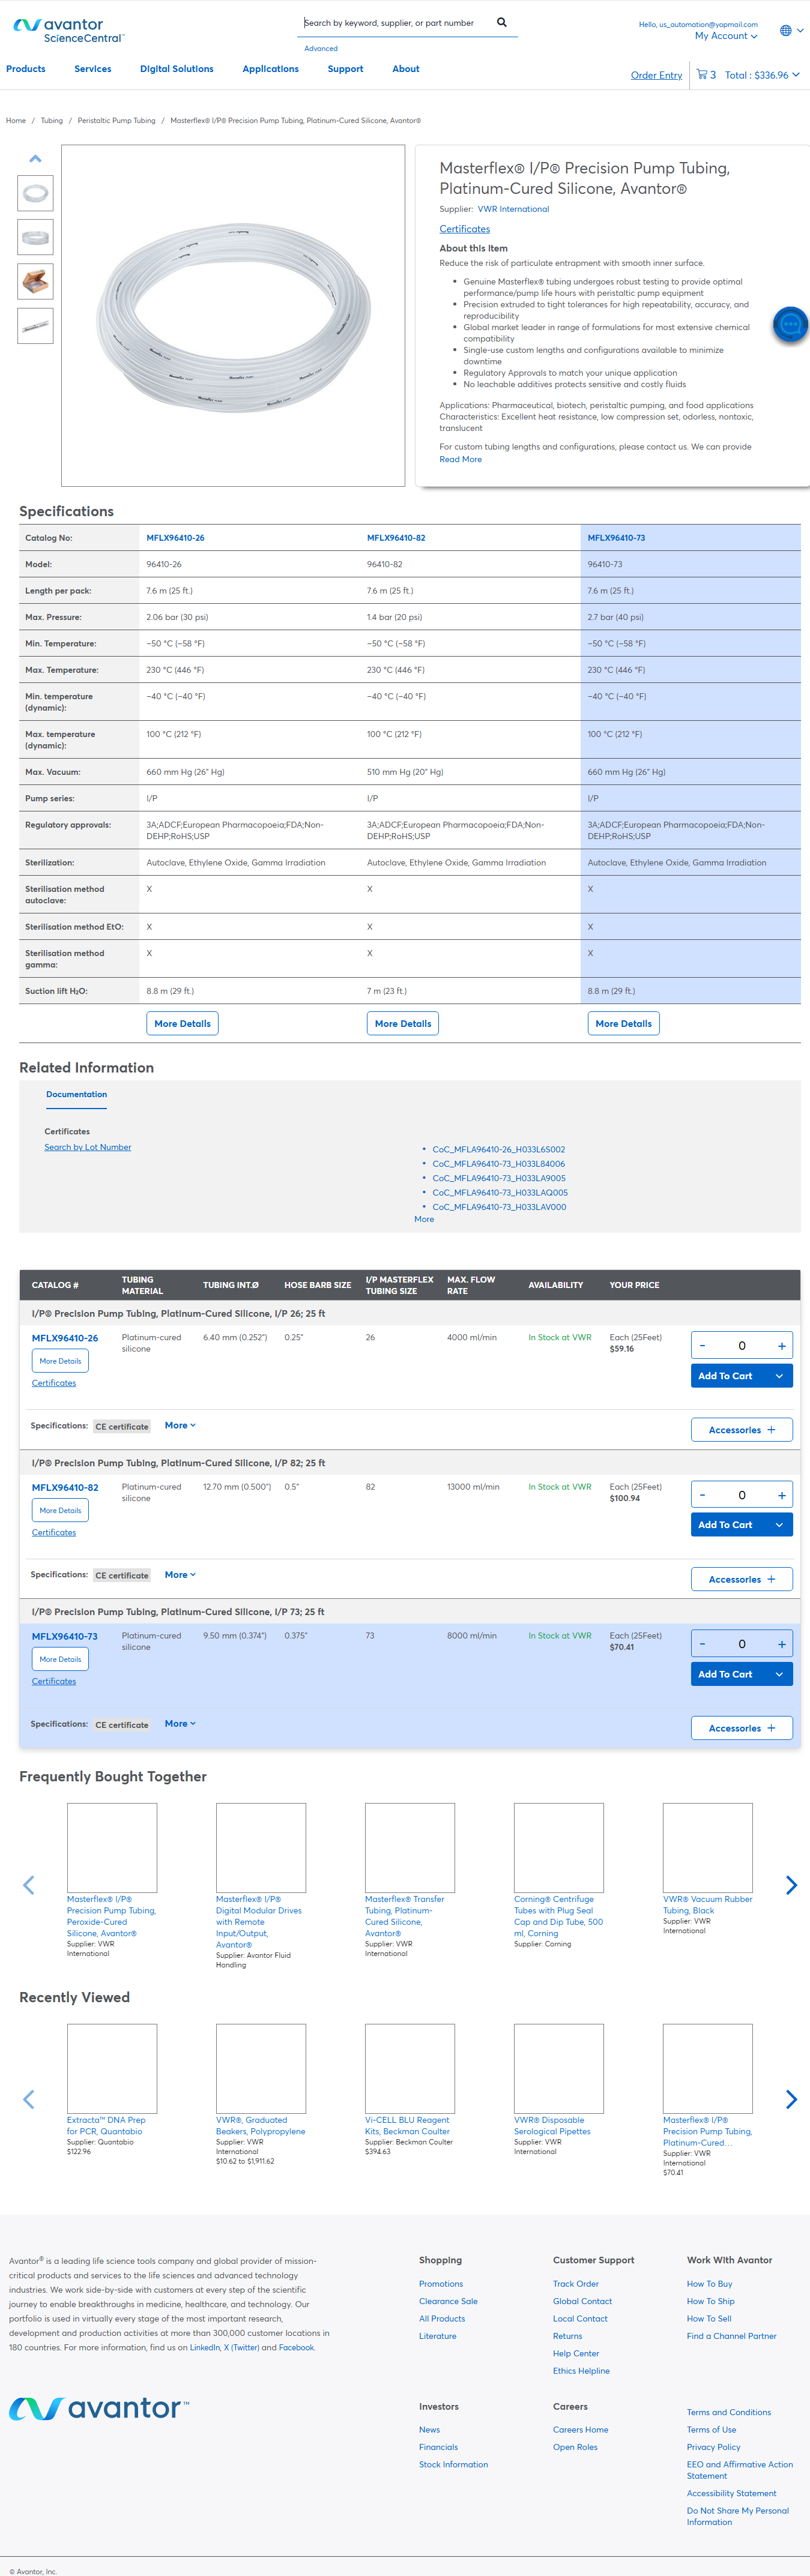 avantor
ScienceCentral™
Search by keyword, supplier, or part number
Advanced
Hello, us_automation@yopmail.com
My Account
Products
Services
Digital Solutions
Applications
Support
About
Order Entry
3
Total : $336.96
Home / Tubing / Peristaltic Pump Tubing / Masterflex® I/P® Precision Pump Tubing, Platinum-Cured Silicone, Avantor®
Masterflex® I/P® Precision Pump Tubing,
Platinum-Cured Silicone, Avantor®
Supplier: VWR International
Certificates
About this item
Reduce the risk of particulate entrapment with smooth inner surface.
• Genuine Masterflex® tubing undergoes robust testing to provide optimal
performance/pump life hours with peristaltic pump equipment
• Precision extruded to tight tolerances for high repeatability, accuracy, and
reproducibility
• Global market leader in range of formulations for most extensive chemical
compatibility
• Single-use custom lengths and configurations available to minimize
downtime
• Regulatory Approvals to match your unique application
• No leachable additives protects sensitive and costly fluids
Applications: Pharmaceutical, biotech, peristaltic pumping, and food applications
Characteristics: Excellent heat resistance, low compression set, odorless, nontoxic,
translucent
For custom tubing lengths and configurations, please contact us. We can provide
Read More
Specifications
Catalog No: MFLX96410-26 MFLX96410-82 MFLX96410-73
Model: 96410-26 96410-82 96410-73
Length per pack: 7.6 m (25 ft.) 7.6 m (25 ft.) 7.6 m (25 ft.)
Max. Pressure: 2.06 bar (30 psi) 1.4 bar (20 psi) 2.7 bar (40 psi)
Min. Temperature: –50 °C (–58 °F) –50 °C (–58 °F) –50 °C (–58 °F)
Max. Temperature: 230 °C (446 °F) 230 °C (446 °F) 230 °C (446 °F)
Min. temperature
(dynamic):
–40 °C (–40 °F) –40 °C (–40 °F) –40 °C (–40 °F)
Max. temperature
(dynamic):
100 °C (212 °F) 100 °C (212 °F) 100 °C (212 °F)
Max. Vacuum: 660 mm Hg (26" Hg) 510 mm Hg (20" Hg) 660 mm Hg (26" Hg)
Pump series: I/P I/P I/P
Regulatory approvals: 3A;ADCF;European Pharmacopoeia;FDA;Non-
DEHP;RoHS;USP
3A;ADCF;European Pharmacopoeia;FDA;Non-
DEHP;RoHS;USP
3A;ADCF;European Pharmacopoeia;FDA;Non-
DEHP;RoHS;USP
Sterilization: Autoclave, Ethylene Oxide, Gamma Irradiation Autoclave, Ethylene Oxide, Gamma Irradiation Autoclave, Ethylene Oxide, Gamma Irradiation
Sterilisation method
autoclave:
X X X
Sterilisation method EtO: X X X
Sterilisation method
gamma:
X X X
Suction lift H₂O: 8.8 m (29 ft.) 7 m (23 ft.) 8.8 m (29 ft.)
More Details More Details More Details
Related Information
Documentation
Certificates
Search by Lot Number
• CoC_MFLA96410-26_H033L6S002
• CoC_MFLA96410-73_H033L84006
• CoC_MFLA96410-73_H033LA9005
• CoC_MFLA96410-73_H033LAQ005
• CoC_MFLA96410-73_H033LAV000
More
CATALOG #
TUBING
MATERIAL
TUBING INT.Ø
HOSE BARB SIZE
I/P MASTERFLEX
TUBING SIZE
MAX. FLOW
RATE
AVAILABILITY
YOUR PRICE
I/P® Precision Pump Tubing, Platinum-Cured Silicone, I/P 26; 25 ft
MFLX96410-26
More Details
Certificates
Platinum-cured
silicone
6.40 mm (0.252")
0.25"
26
4000 ml/min
In Stock at VWR
Each (25Feet)
$59.16
- 0 +
Add To Cart
Specifications: CE certificate More
Accessories +
I/P® Precision Pump Tubing, Platinum-Cured Silicone, I/P 82; 25 ft
MFLX96410-82
More Details
Certificates
Platinum-cured
silicone
12.70 mm (0.500")
0.5"
82
13000 ml/min
In Stock at VWR
Each (25Feet)
$100.94
- 0 +
Add To Cart
Specifications: CE certificate More
Accessories +
I/P® Precision Pump Tubing, Platinum-Cured Silicone, I/P 73; 25 ft
MFLX96410-73
More Details
Certificates
Platinum-cured
silicone
9.50 mm (0.374")
0.375"
73
8000 ml/min
In Stock at VWR
Each (25Feet)
$70.41
- 0 +
Add To Cart
Specifications: CE certificate More
Accessories +
Frequently Bought Together
Masterflex® I/P®
Precision Pump Tubing,
Peroxide-Cured
Silicone, Avantor®
Supplier: VWR
International
Masterflex® I/P®
Digital Modular Drives
with Remote
Input/Output,
Avantor®
Supplier: Avantor Fluid
Handling
Masterflex® Transfer
Tubing, Platinum-
Cured Silicone,
Avantor®
Supplier: VWR
International
Corning® Centrifuge
Tubes with Plug Seal
Cap and Dip Tube, 500
ml, Corning
Supplier: Corning
VWR® Vacuum Rubber
Tubing, Black
Supplier: VWR
International
Recently Viewed
Extracta™ DNA Prep
for PCR, Quantabio
Supplier: Quantabio
$122.96
VWR®, Graduated
Beakers, Polypropylene
Supplier: VWR
International
$10.62 to $1,911.62
Vi-CELL BLU Reagent
Kits, Beckman Coulter
Supplier: Beckman Coulter
$394.63
VWR® Disposable
Serological Pipettes
Supplier: VWR
International
Masterflex® I/P®
Precision Pump Tubing,
Platinum-Cured…
Supplier: VWR
International
$70.41
Avantor® is a leading life science tools company and global provider of mission-
critical products and services to the life sciences and advanced technology
industries. We work side-by-side with customers at every step of the scientific
journey to enable breakthroughs in medicine, healthcare, and technology. Our
portfolio is used in virtually every stage of the most important research,
development and production activities at more than 300,000 customer locations in
180 countries. For more information, find us on LinkedIn, X (Twitter) and Facebook.
avantor™
Shopping
Promotions
Clearance Sale
All Products
Literature
Customer Support
Track Order
Global Contact
Local Contact
Returns
Help Center
Ethics Helpline
Work With Avantor
How To Buy
How To Ship
How To Sell
Find a Channel Partner
Investors
News
Financials
Stock Information
Careers
Careers Home
Open Roles
Terms and Conditions
Terms of Use
Privacy Policy
EEO and Affirmative Action
Statement
Accessibility Statement
Do Not Share My Personal
Information
© Avantor, Inc.